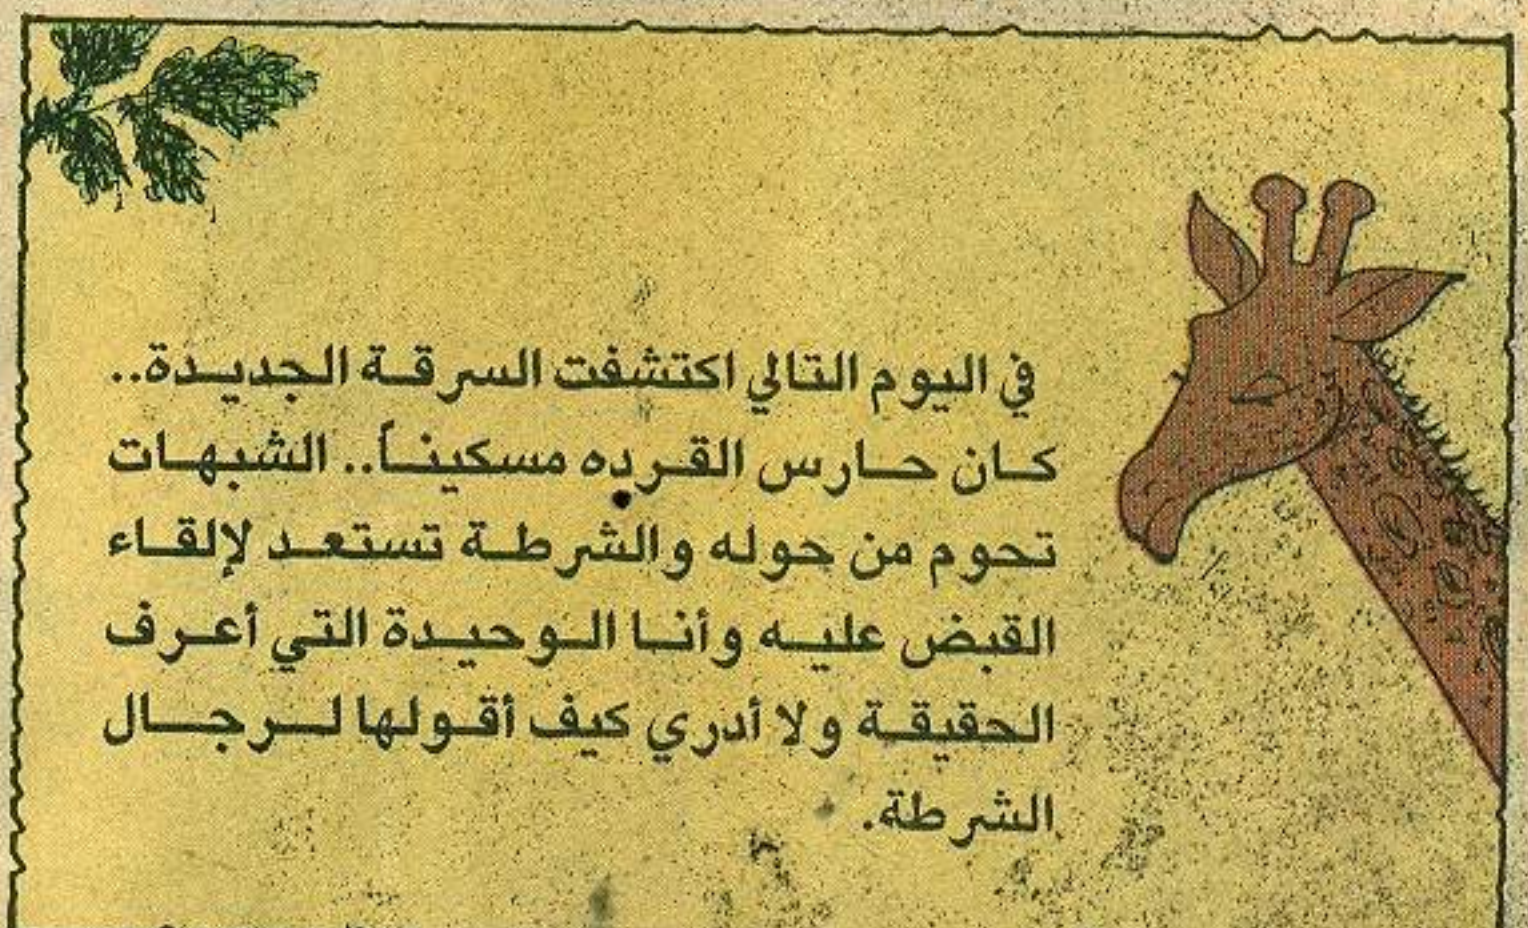 في اليوم التالي اكتشفت السرقة الجديدة..
كان حارس القرده مسكيناً.. الشبهات
تحوم من حوله والشرطة تستعد لإلقاء
القبض عليه وأنا الوحيدة التي أعرف
الحقيقة ولا أدري كيف أقولها لرجال
الشرطة.